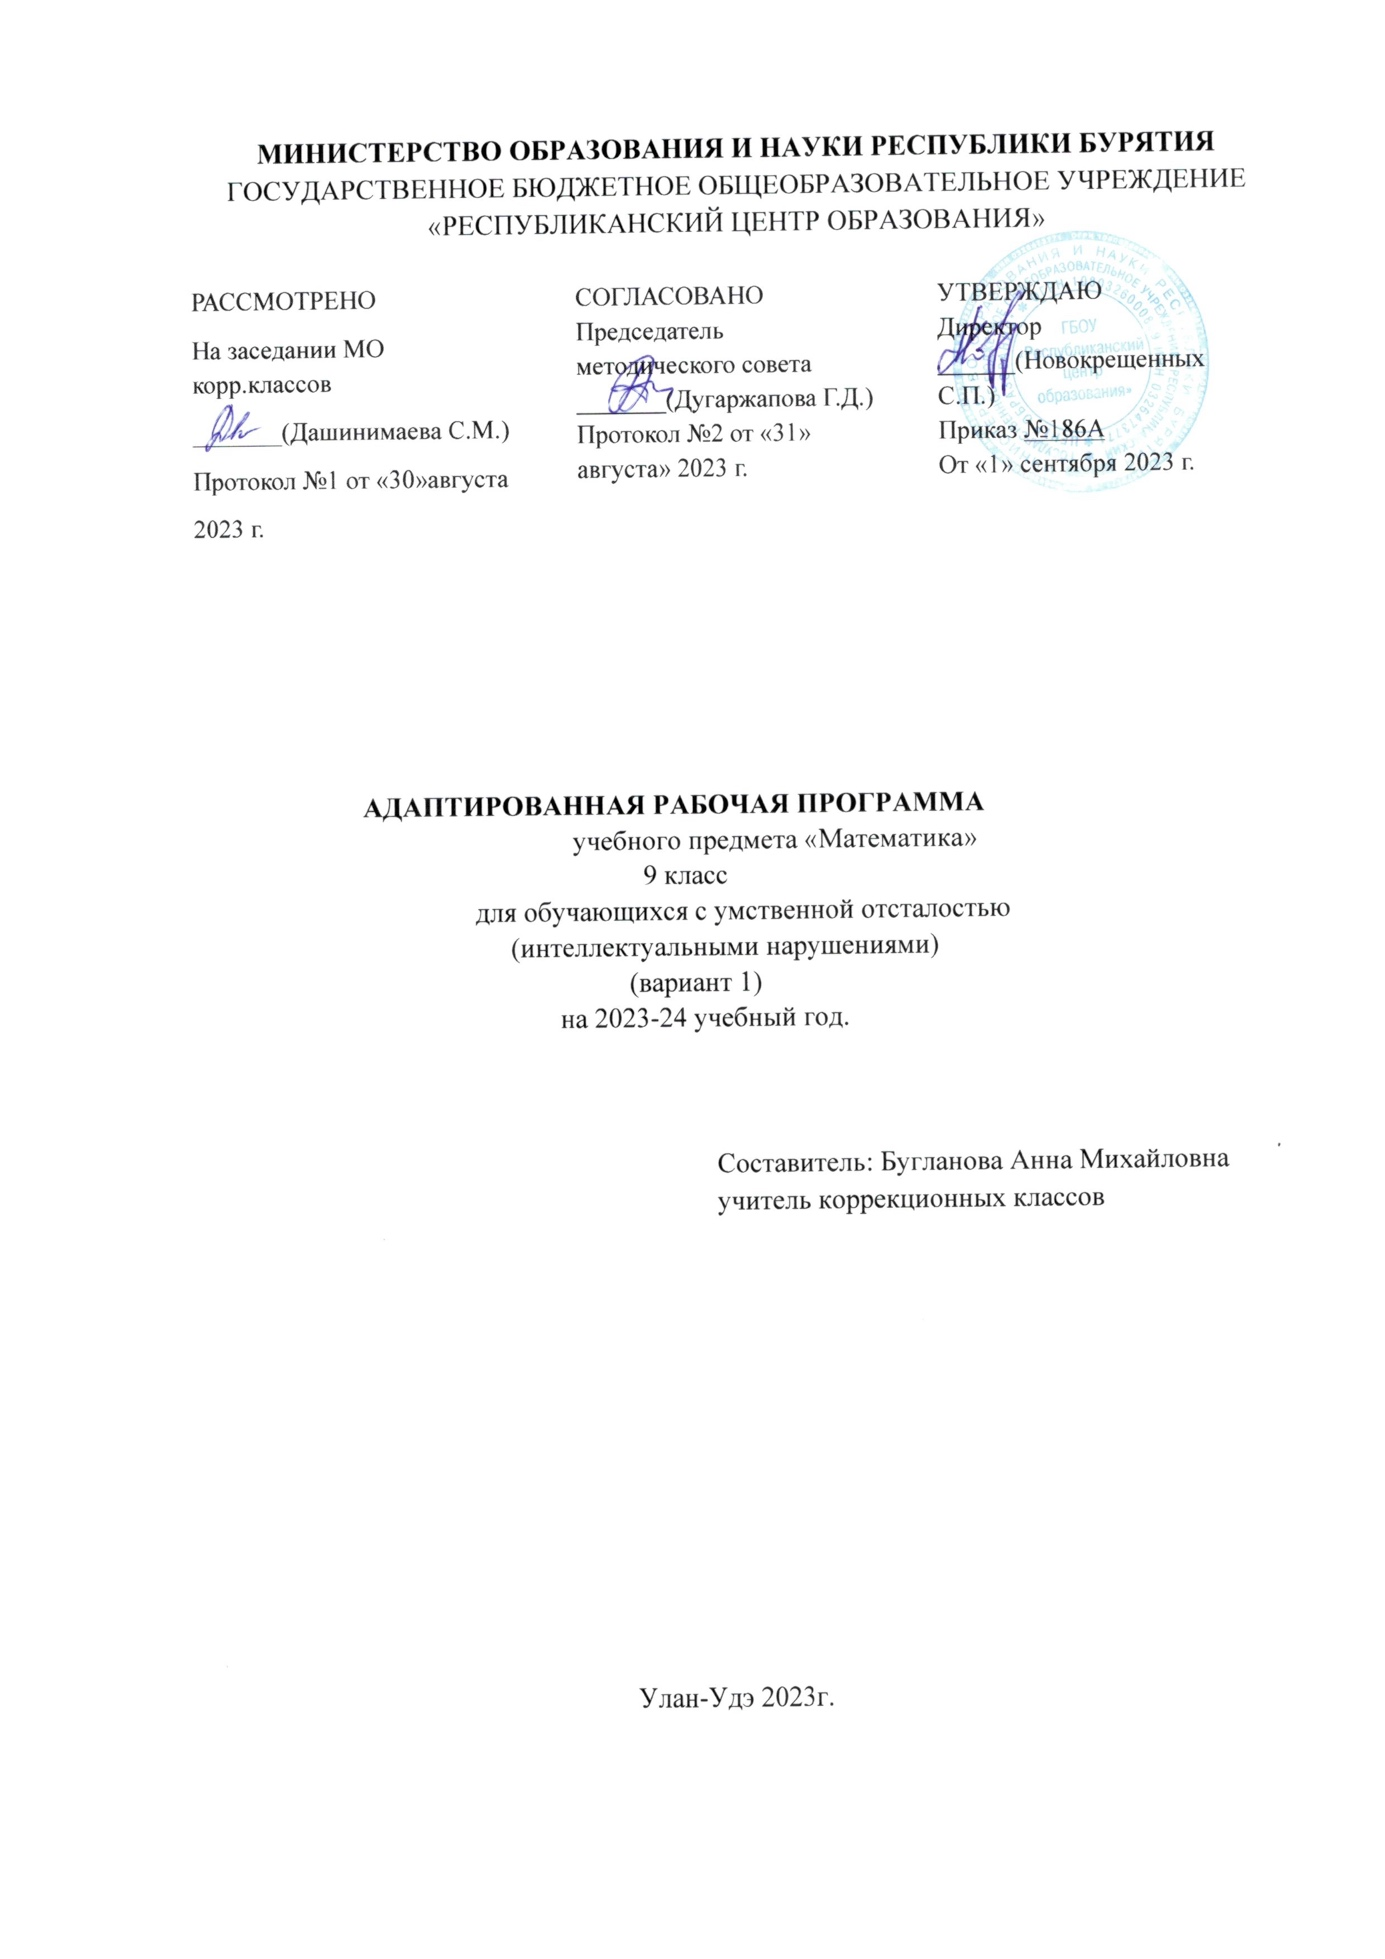 МИНИСТЕРСТВО ОБРАЗОВАНИЯ И НАУКИ РЕСПУБЛИКИ БУРЯТИЯ
ГОСУДАРСТВЕННОЕ БЮДЖЕТНОЕ ОБЩЕОБРАЗОВАТЕЛЬНОЕ УЧРЕЖДЕНИЕ
«РЕСПУБЛИКАНСКИЙ ЦЕНТР ОБРАЗОВАНИЯ»
РАССМОТРЕНО
На заседании МО
корр.классов
(Дашинимаева С.М.)
Протокол №1 от «30»августа
2023 г.
СОГЛАСОВАНО
Председатель
методического совета
(Дугаржапова Г.Д.)
Протокол №2 от «31»
августа» 2023 г.
УТВЕРЖДАЮ
Директор
(Новокрещенных
С.П.)
Приказ №186А
От «1» сентября 2023 г.
ГБОУ
Республиканский
центр
образования»
АДАПТИРОВАННАЯ РАБОЧАЯ ПРОГРАММА
учебного предмета «Математика»
9 класс
для обучающихся с умственной отсталостью
(интеллектуальными нарушениями)
(вариант 1)
на 2023-24 учебный год.
Составитель: Бугланова Анна Михайловна
учитель коррекционных классов
Улан-Удэ 2023г.